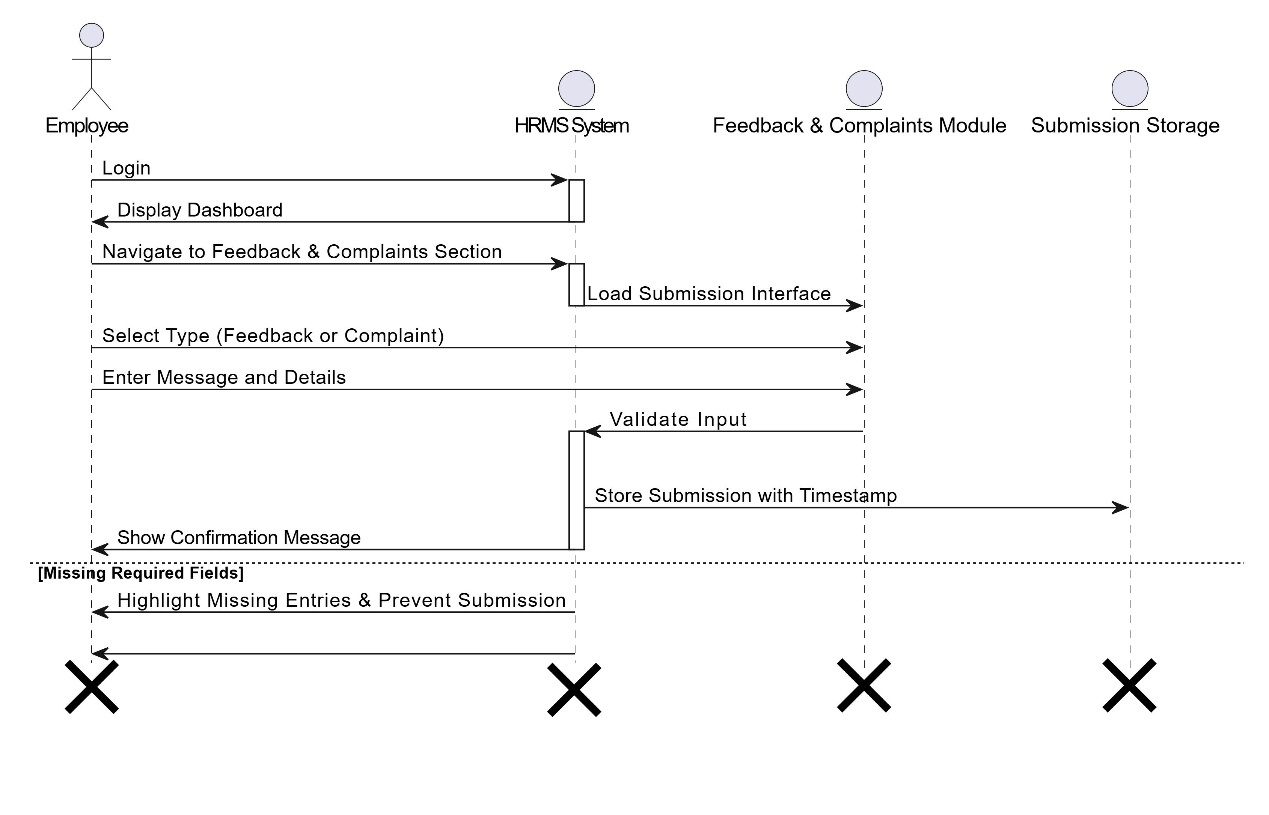 Employee
HRMS System
Feedback & Complaints Module
Submission Storage
Login
Display Dashboard
Navigate to Feedback & Complaints Section
Load Submission Interface
Select Type (Feedback or Complaint)
Enter Message and Details
Validate Input
Store Submission with Timestamp
Show Confirmation Message
[Missing Required Fields]
Highlight Missing Entries & Prevent Submission